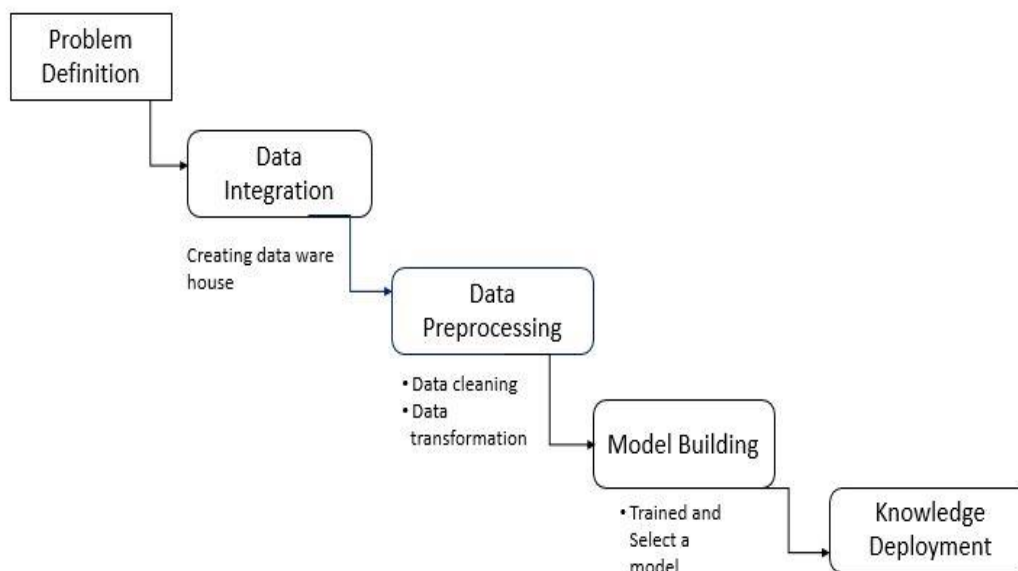 Problem
Definition
Data
Integration
Creating data ware
house
Data
Preprocessing
• Data cleaning
• Data
transformation
Model Building
• Trained and
Select a
model
Knowledge
Deployment